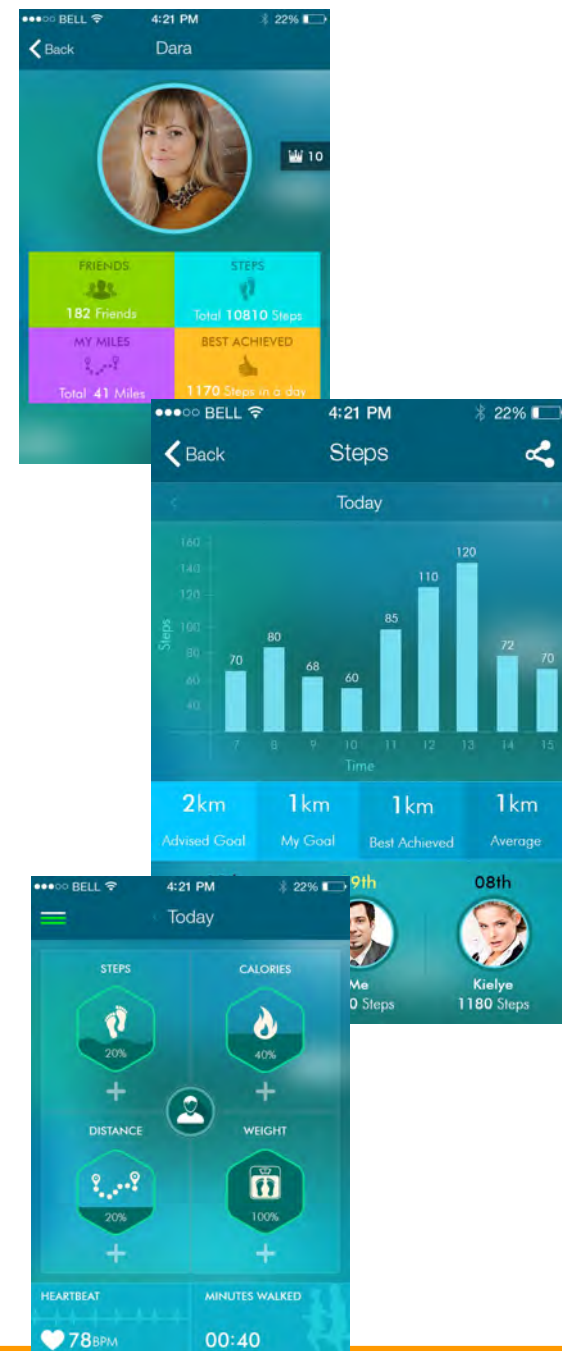 BELL 4:21 PM 22%
Back Dara
10
FRIENDS STEPS
182 Friends Total 10810 Steps
MY MILES BEST ACHIEVED
Total 41 Miles 1170 Steps in a day
BELL 4:21 PM 22%
Back Steps
Today
160
140
120
100
80
60
40
Steps
70 80 68 60 85 110 120 72 70
7 8 9 10 11 12 13 14 15
Time
2km 1km 1km 1km
Advised Goal My Goal Best Achieved Average
9th 08th
Me Kielye
0 Steps 1180 Steps
BELL 4:21 PM 22%
Today
STEPS CALORIES
20% 40%
DISTANCE WEIGHT
20% 100%
HEARTBEAT MINUTES WALKED
78BPM 00:40